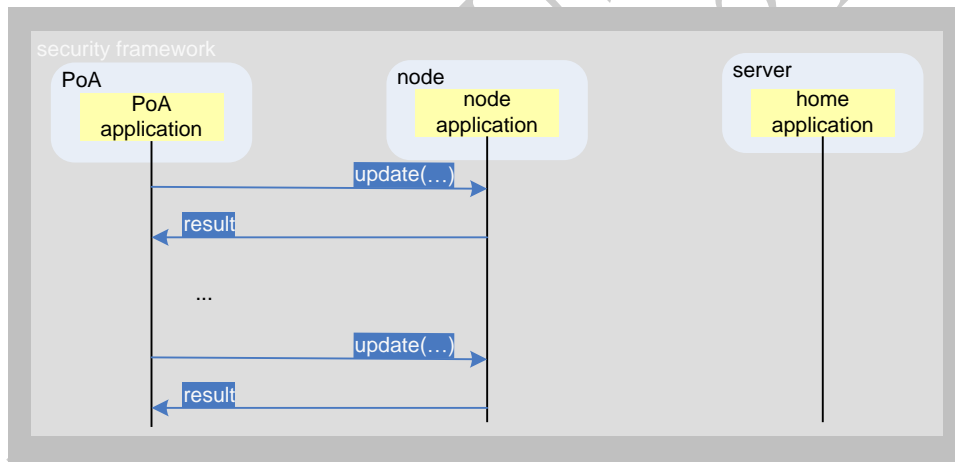 security framework
PoA
PoA
application
node
node
application
server
home
application
update(…)
result
...
update(…)
result